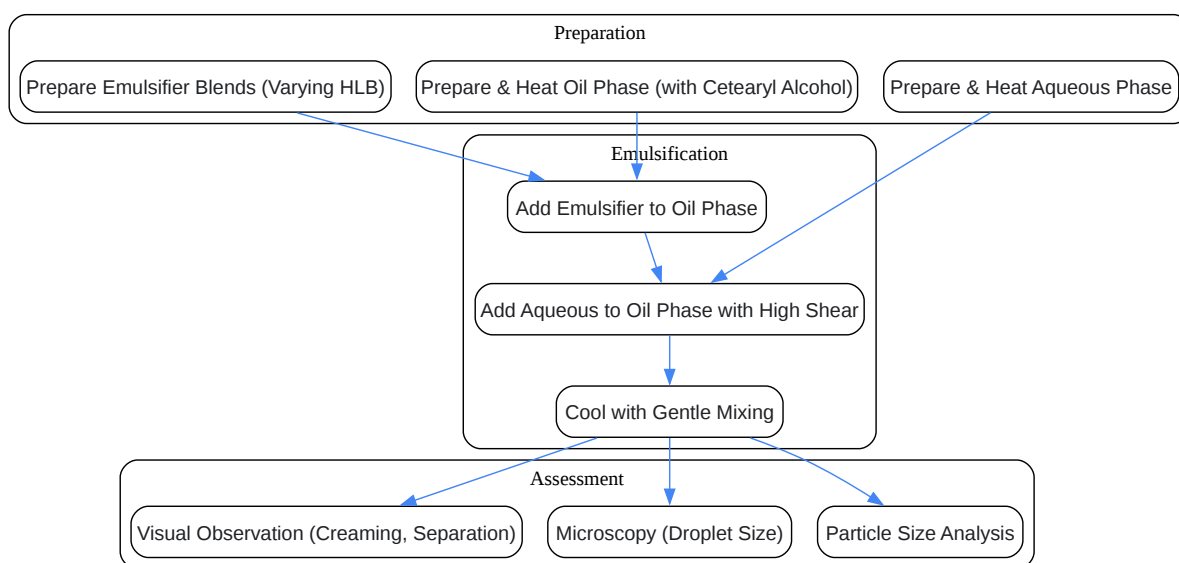 Preparation
Prepare Emulsifier Blends (Varying HLB)
Prepare & Heat Oil Phase (with Cetearyl Alcohol)
Prepare & Heat Aqueous Phase
Emulsification
Add Emulsifier to Oil Phase
Add Aqueous to Oil Phase with High Shear
Cool with Gentle Mixing
Assessment
Visual Observation (Creaming, Separation)
Microscopy (Droplet Size)
Particle Size Analysis